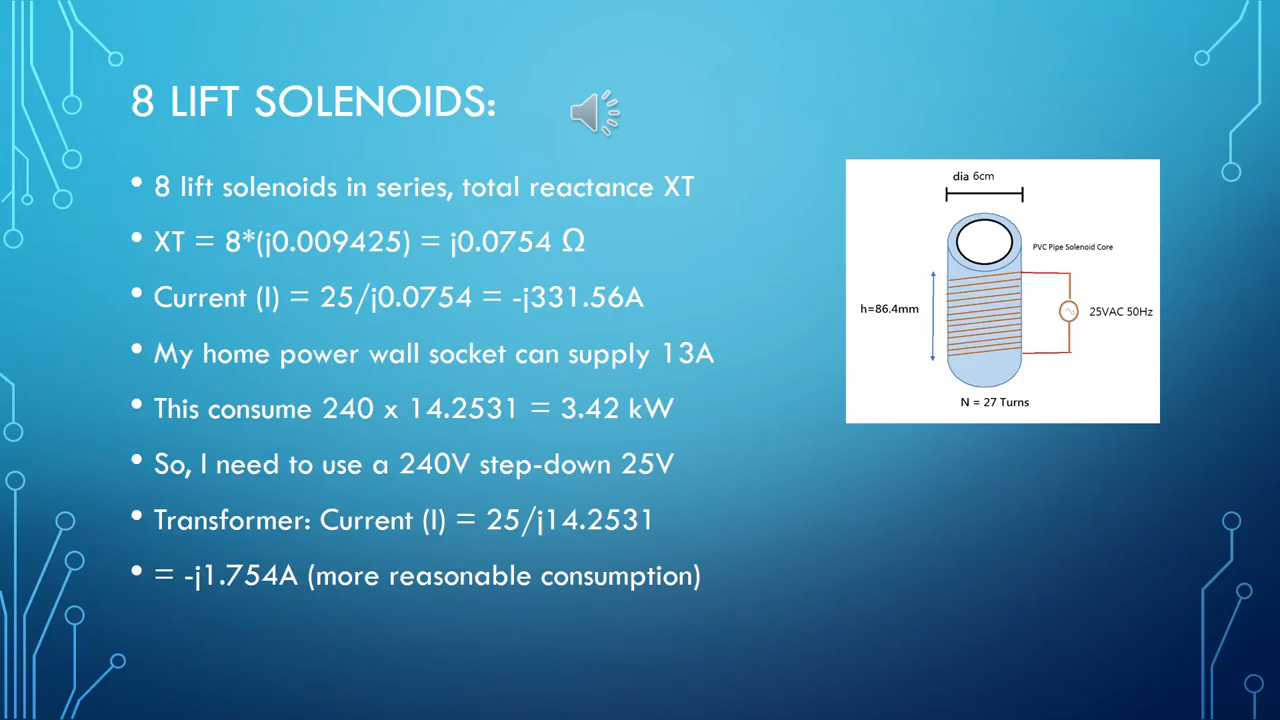 8 LIFT SOLENOIDS:
• 8 lift solenoids in series, total reactance XT
• XT = 8*(j0.009425) = j0.0754 Ω
• Current (I) = 25/j0.0754 = -j331.56A
• My home power wall socket can supply 13A
• This consume 240 x 14.2531 = 3.42 kW
• So, I need to use a 240V step-down 25V
• Transformer: Current (I) = 25/j14.2531
• = -j1.754A (more reasonable consumption)
dia 6cm
PVC Pipe Solenoid Core
h=86.4mm
25VAC 50Hz
N = 27 Turns